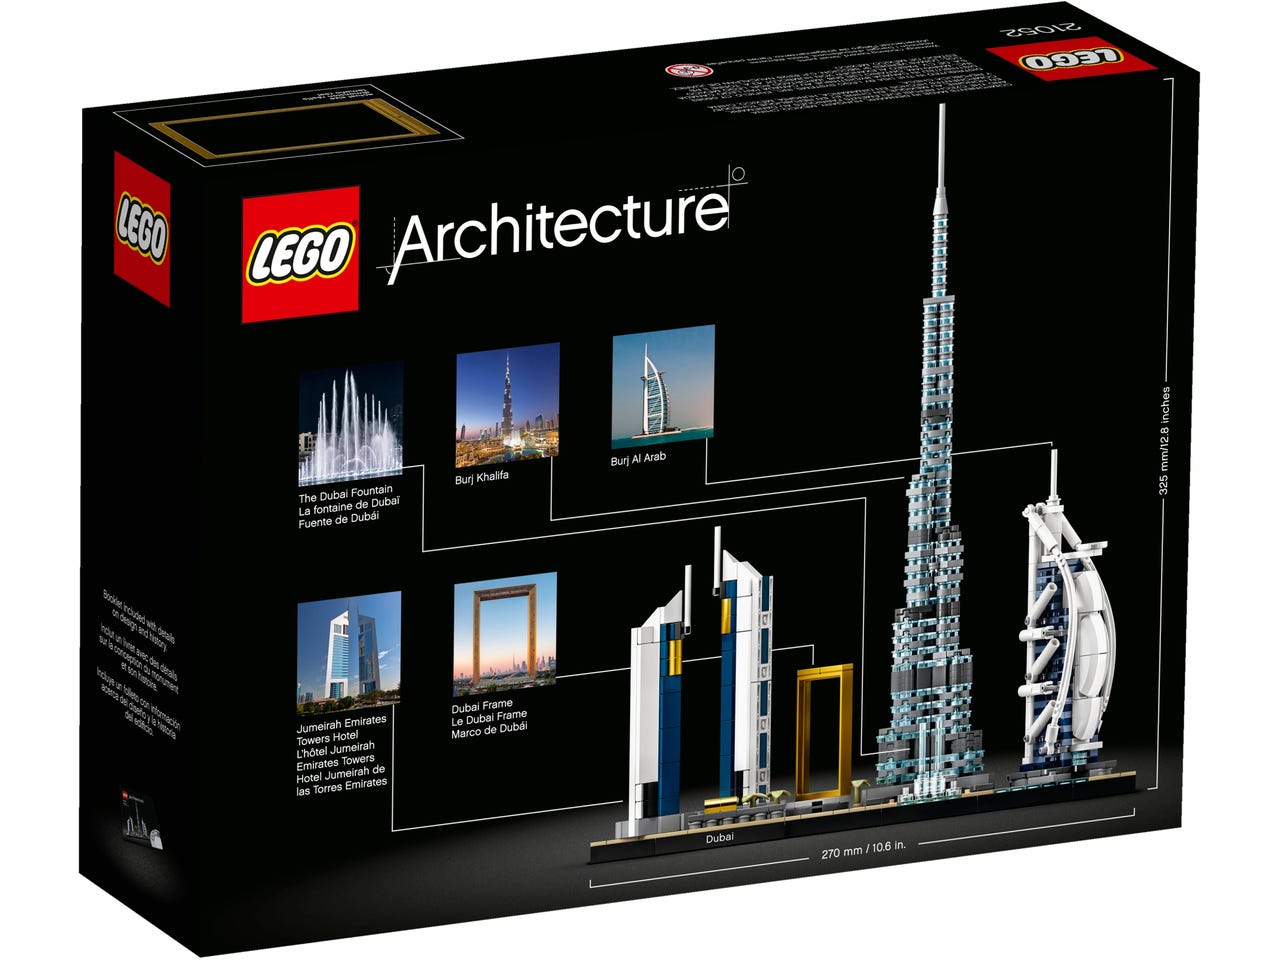 21052
LEGO
LEGO
LEGO
Architecture
The Dubai Fountain
La fontaine de Dubaï
Fuente de Dubái
Burj Khalifa
Burj Al Arab
Jumeirah Emirates
Towers Hotel
L'hôtel Jumeirah
Emirates Towers
Hotel Jumeirah de
las Torres Emirates
Dubai Frame
Le Dubai Frame
Marco de Dubái
325 mm/12.8 inches
Dubai
270 mm / 10.6 in.
Booklet included with details
on design and history.
Inclut un livret avec des détails
sur la conception du monument
et son histoire.
Incluye un folleto con información
acerca del diseño y la historia
del edificio.